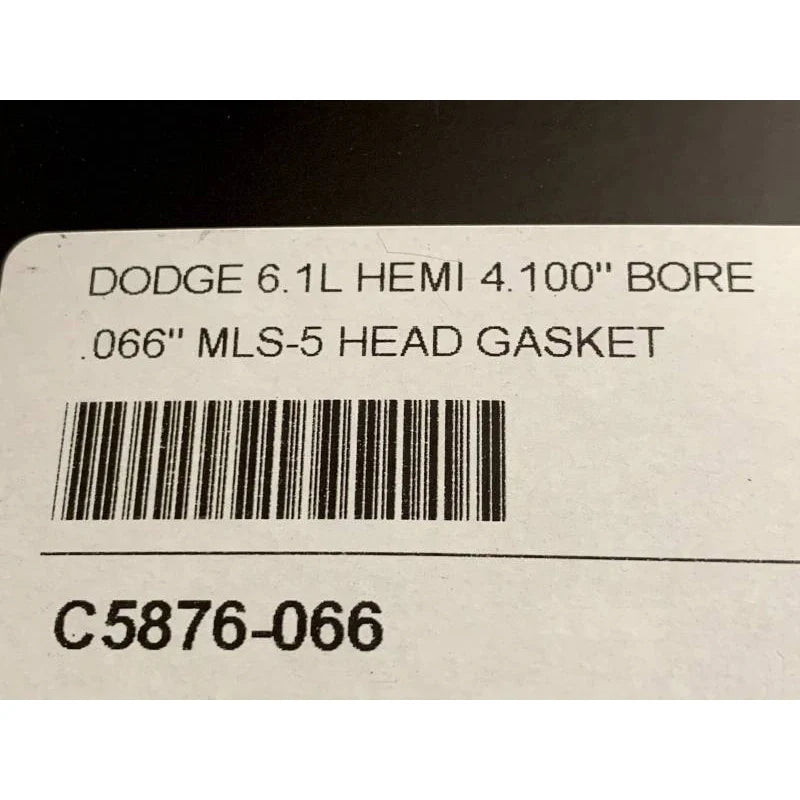 DODGE 6.1L HEMI 4.100" BORE
.066" MLS-5 HEAD GASKET
C5876-066